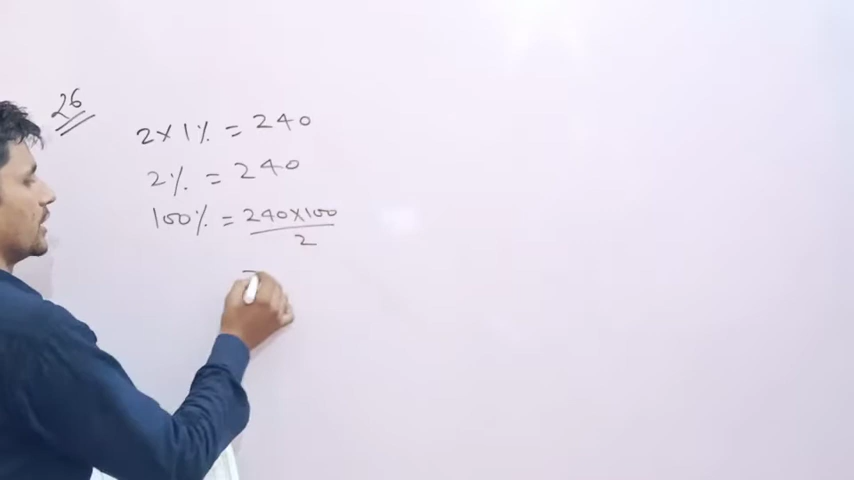 26
2 × 1% = 240
2% = 240
100% = 240×100
2
=